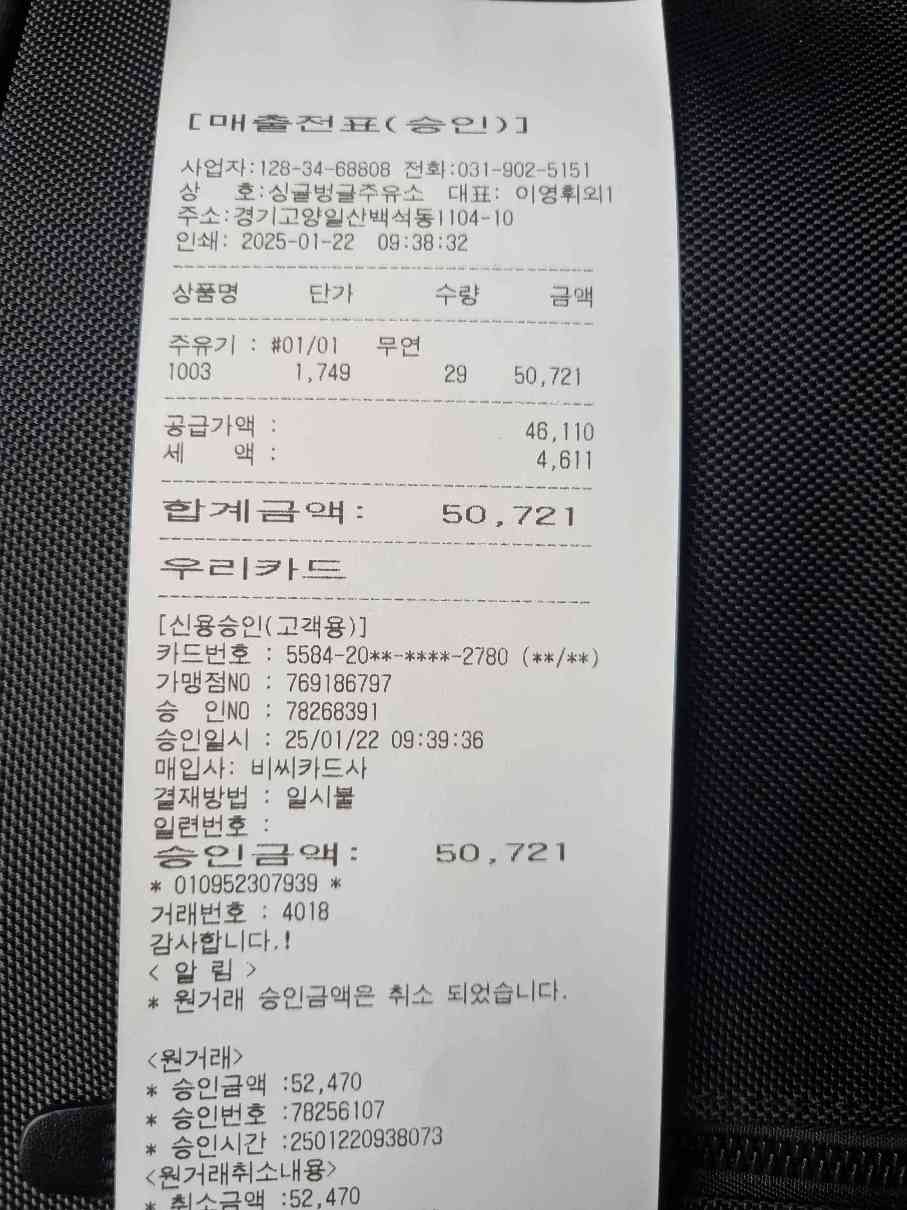 [매출전표(승인)]
사업자:128-34-68808 전화:031-902-5151
상 호:싱글벙글주유소 대표: 이영휘외1
주소:경기고양일산백석동1104-10
인쇄: 2025-01-22 09:38:32
상품명 단가 수량 금액
주유기 : #01/01 무연
1003 1,749 29 50,721
공급가액 : 46,110
세 액 : 4,611
합계금액: 50,721
우리카드
[신용승인(고객용)]
카드번호 : 5584-20**-****-2780 (**/**)
가맹점NO : 769186797
승 인NO : 78268391
승인일시 : 25/01/22 09:39:36
매입사: 비씨카드사
결재방법 : 일시불
일련번호 :
승인금액: 50,721
* 010952307939 *
거래번호 : 4018
감사합니다.!
< 알 림 >
* 원거래 승인금액은 취소 되었습니다.
<원거래>
* 승인금액 :52,470
* 승인번호 :78256107
* 승인시간 :2501220938073
<원거래취소내용>
* 취소금액 :52,470